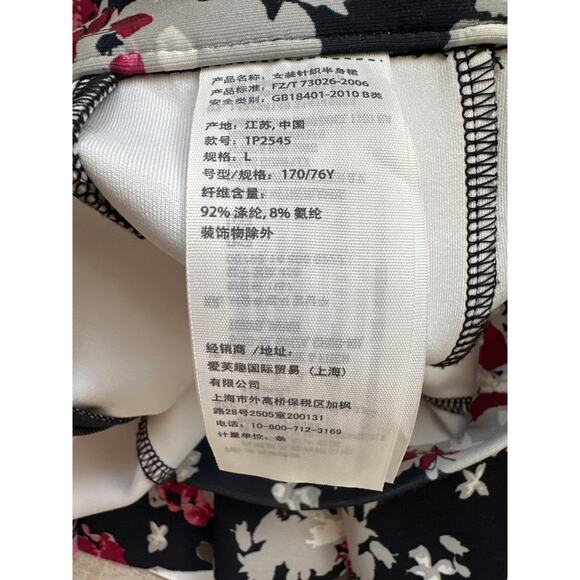 产品名称: 女装针织半身裙
产品标准: FZ/T 73026-2006
安全类别: GB18401-2010 B类
产地: 江苏, 中国
款号: 1P2545
规格: L
号型/规格: 170/76Y
纤维含量:
92% 涤纶, 8% 氨纶
装饰物除外
经销商 /地址:
爱芙趣国际贸易 (上海)
有限公司
上海市外高桥保税区加枫
路28号2505室200131
电话: 10-800-712-3169
计量单位: 条